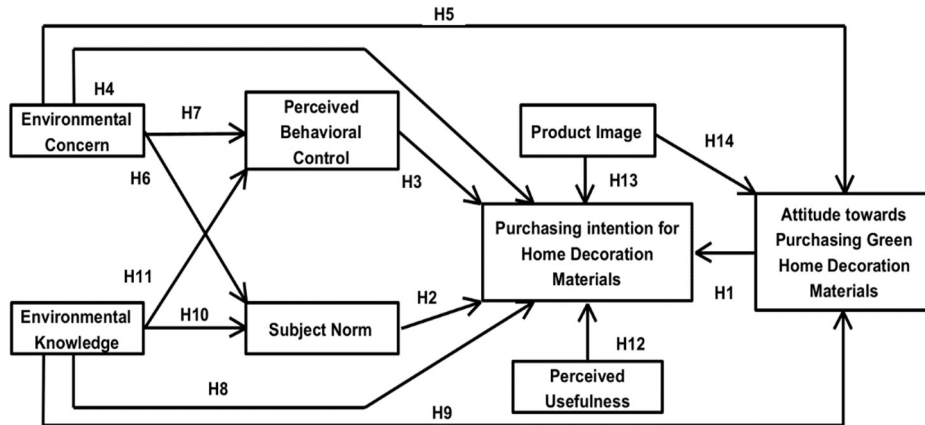 H5
H4
H7
Environmental
Concern
Perceived
Behavioral
Control
Product Image
H14
H6
H3
H13
Purchasing intention for
Home Decoration
Materials
Attitude towards
Purchasing Green
Home Decoration
Materials
H11
H1
Environmental
Knowledge
H10
Subject Norm
H2
H12
H8
Perceived
Usefulness
H9